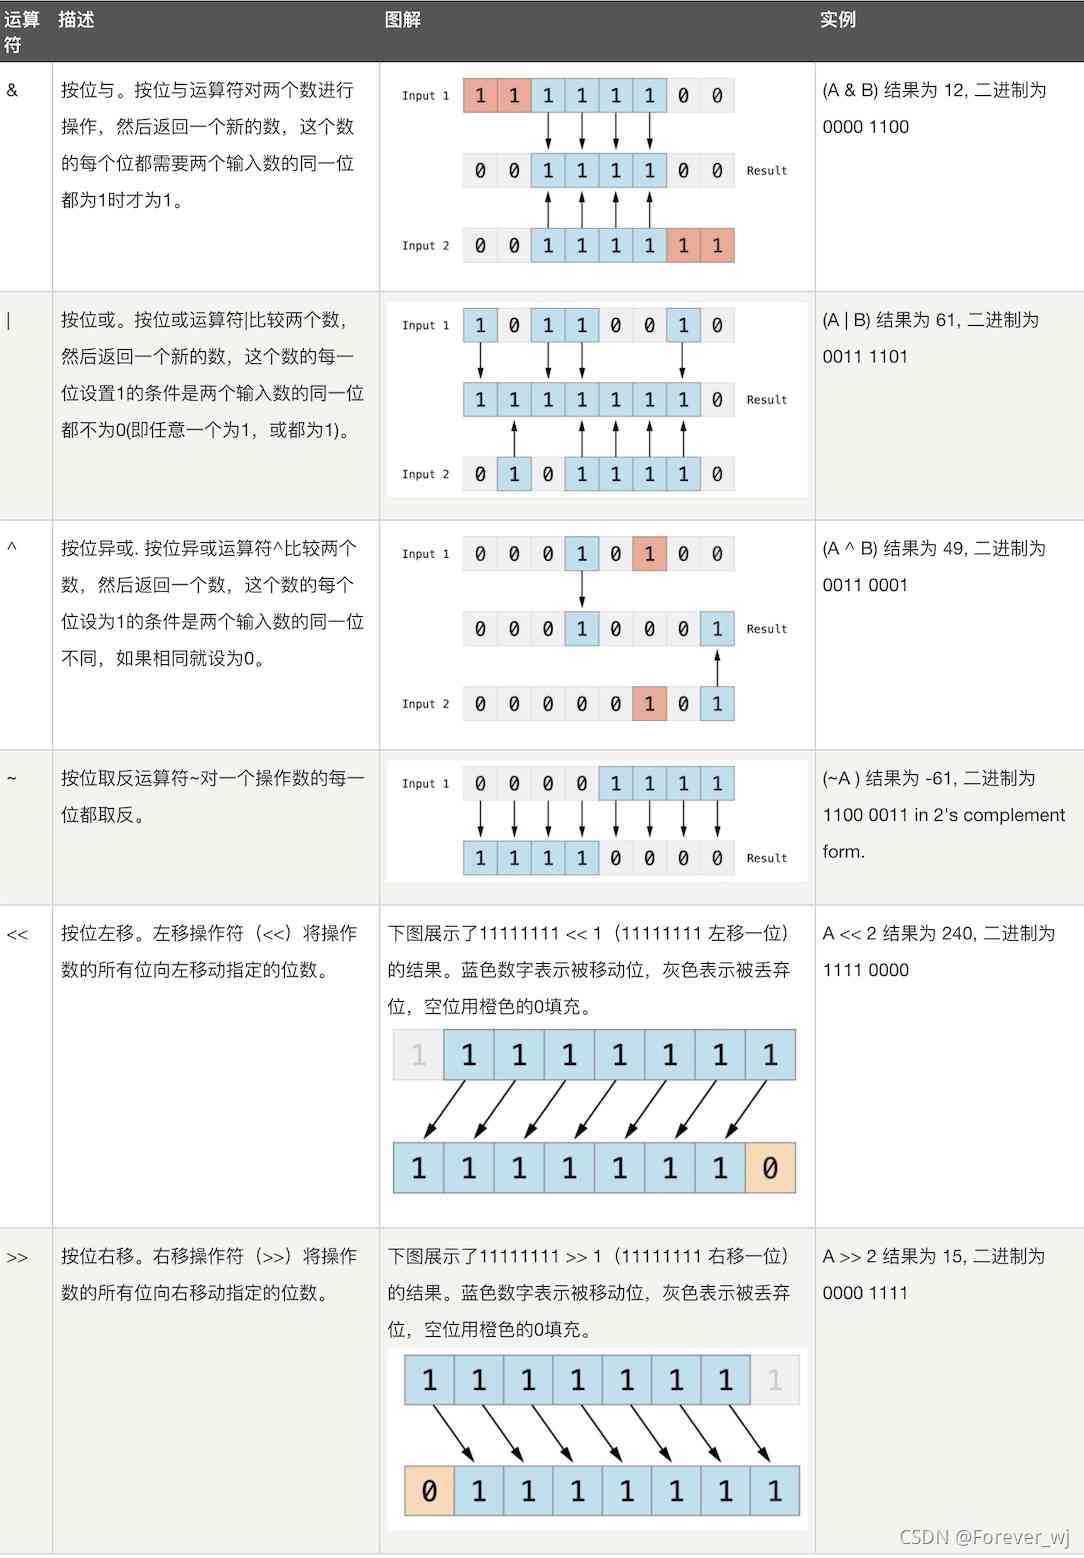 运算符 描述 图解 实例
&
按位与。按位与运算符对两个数进行
操作，然后返回一个新的数，这个数
的每个位都需要两个输入数的同一位
都为1时才为1。
Input 1 1 1 1 1 1 1 0 0
0 0 1 1 1 1 0 0 Result
Input 2 0 0 1 1 1 1 1 1
(A & B) 结果为 12, 二进制为
0000 1100
|
按位或。按位或运算符|比较两个数，
然后返回一个新的数，这个数的每一
位设置1的条件是两个输入数的同一位
都不为0(即任意一个为1，或都为1)。
Input 1 1 0 1 1 0 0 1 0
1 1 1 1 1 1 1 0 Result
Input 2 0 1 0 1 1 1 1 0
(A | B) 结果为 61, 二进制为
0011 1101
^
按位异或. 按位异或运算符^比较两个
数，然后返回一个数，这个数的每个
位设为1的条件是两个输入数的同一位
不同，如果相同就设为0。
Input 1 0 0 0 1 0 1 0 0
0 0 0 1 0 0 0 1 Result
Input 2 0 0 0 0 0 1 0 1
(A ^ B) 结果为 49, 二进制为
0011 0001
~
按位取反运算符~对一个操作数的每一
位都取反。
Input 1 0 0 0 0 1 1 1 1
1 1 1 1 0 0 0 0 Result
(~A ) 结果为 -61, 二进制为
1100 0011 in 2's complement
form.
<<
按位左移。左移操作符（<<）将操作
数的所有位向左移动指定的位数。
下图展示了11111111 << 1（11111111 左移一位）
的结果。蓝色数字表示被移动位，灰色表示被丢弃
位，空位用橙色的0填充。
1 1 1 1 1 1 1 1
1 1 1 1 1 1 1 0
A << 2 结果为 240, 二进制为
1111 0000
>>
按位右移。右移操作符（>>）将操作
数的所有位向右移动指定的位数。
下图展示了11111111 >> 1（11111111 右移一位）
的结果。蓝色数字表示被移动位，灰色表示被丢弃
位，空位用橙色的0填充。
1 1 1 1 1 1 1 1
0 1 1 1 1 1 1 1
A >> 2 结果为 15, 二进制为
0000 1111
CSDN @Forever_wj